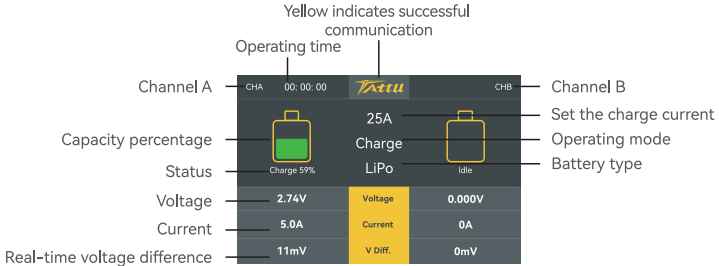 Yellow indicates successful
communication
Operating time
Channel A
CHA
00: 00: 00
TATTU
CHB
Channel B
25A
Set the charge current
Capacity percentage
Charge
Operating mode
Status
Charge 59%
LiPo
Idle
Battery type
Voltage
2.74V
Voltage
0.000V
Current
5.0A
Current
0A
Real-time voltage difference
11mV
V Diff.
0mV